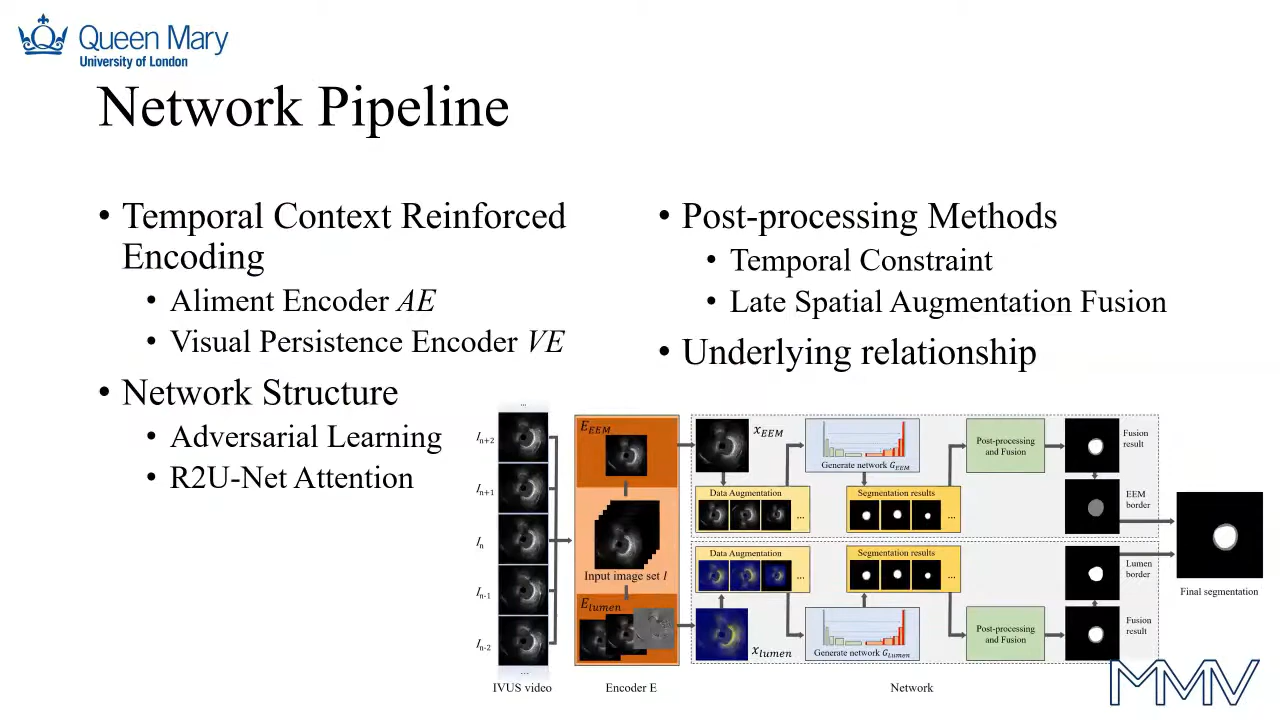 Queen Mary
University of London
Network Pipeline
• Temporal Context Reinforced
Encoding
• Aliment Encoder AE
• Visual Persistence Encoder VE
• Network Structure
• Adversarial Learning
• R2U-Net Attention
• Post-processing Methods
• Temporal Constraint
• Late Spatial Augmentation Fusion
• Underlying relationship
...
In+2
In+1
In
In-1
In-2
...
IVUS video
EEEM
Input image set I
Elumen
Encoder E
xEEM
Data Augmentation
...
Generate network GEEM
Segmentation results
...
Post-processing
and Fusion
Fusion
result
EEM
border
Data Augmentation
...
xlumen
Generate network GLumen
Segmentation results
...
Post-processing
and Fusion
Lumen
border
Fusion
result
Network
Final segmentation
MMV